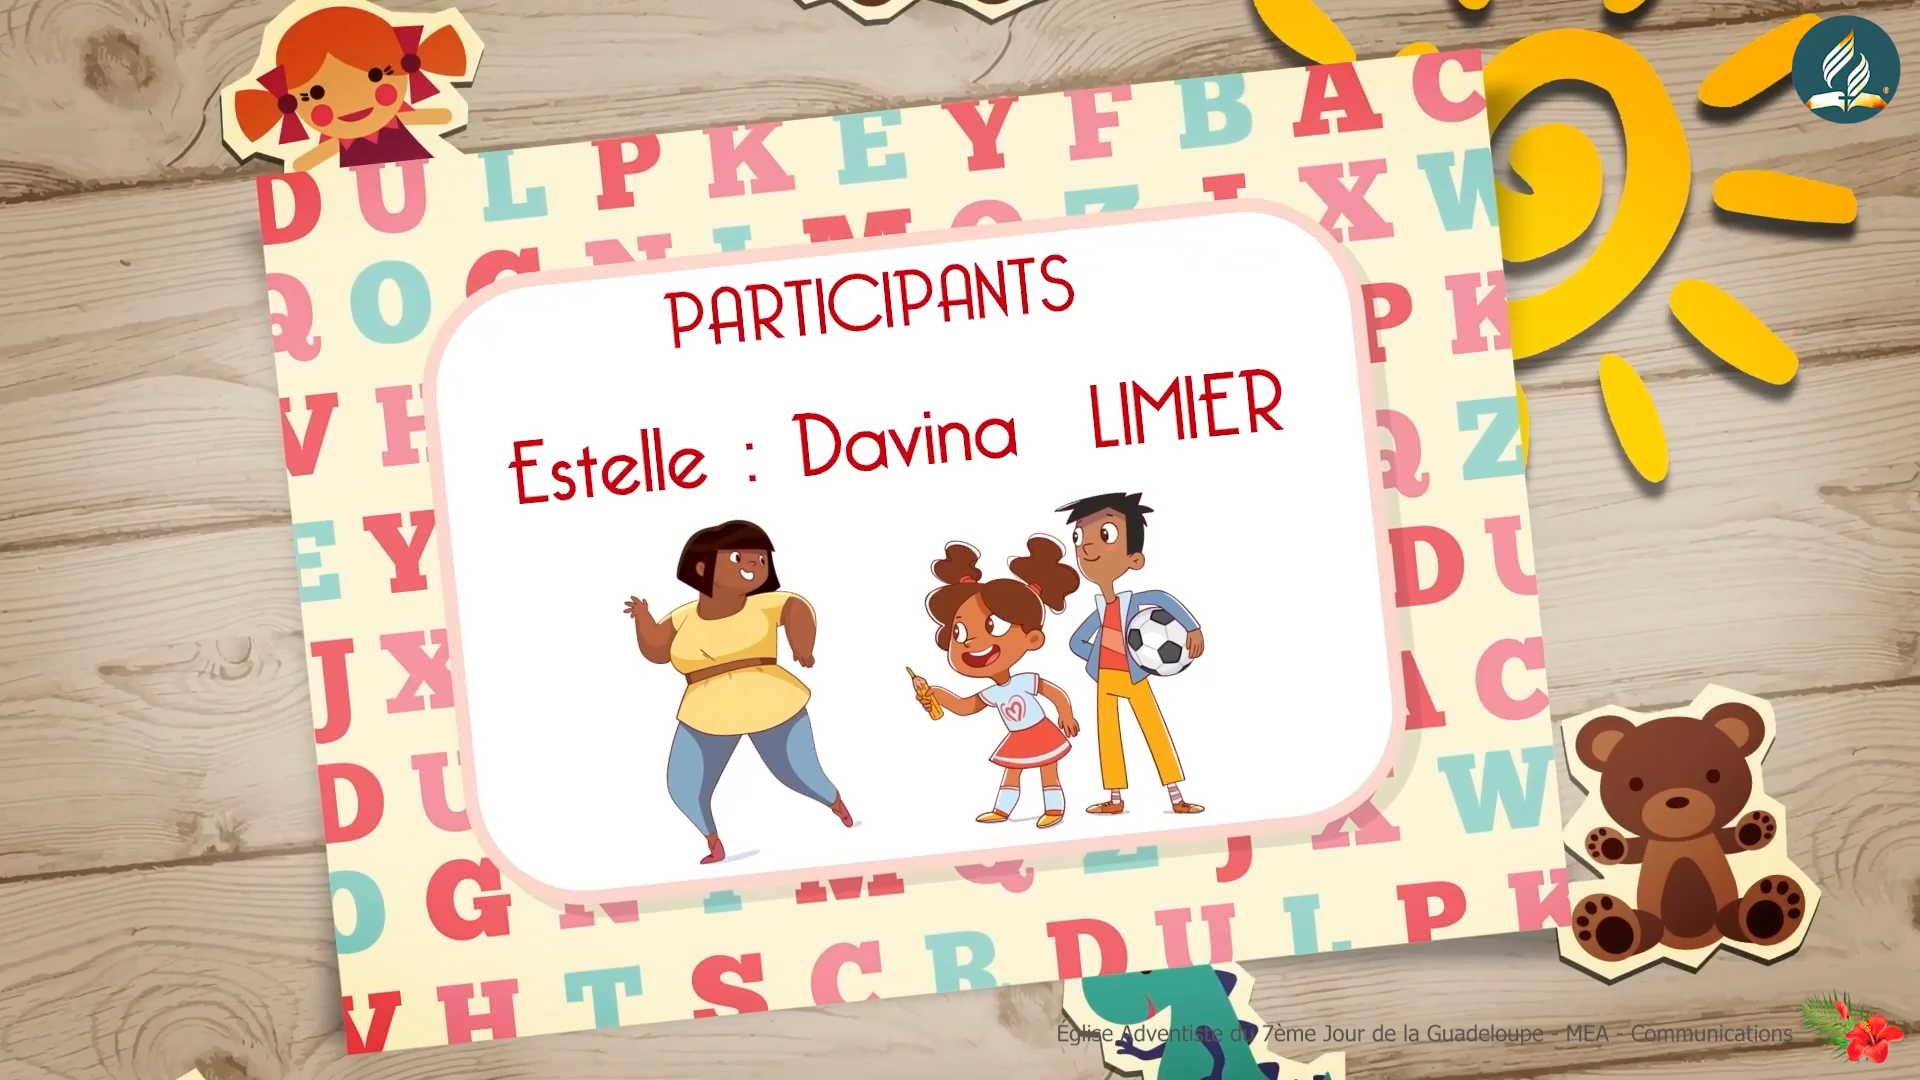 PARTICIPANTS
Estelle : Davina LIMIER
D U L P K E Y F B A C
X W
Q O
P K
V H
Q Z
E Y
D U
J X
A C
D U
W
O G
P K
V H T S C B D U L
Église Adventiste du 7ème Jour de la Guadeloupe - MEA - Communications